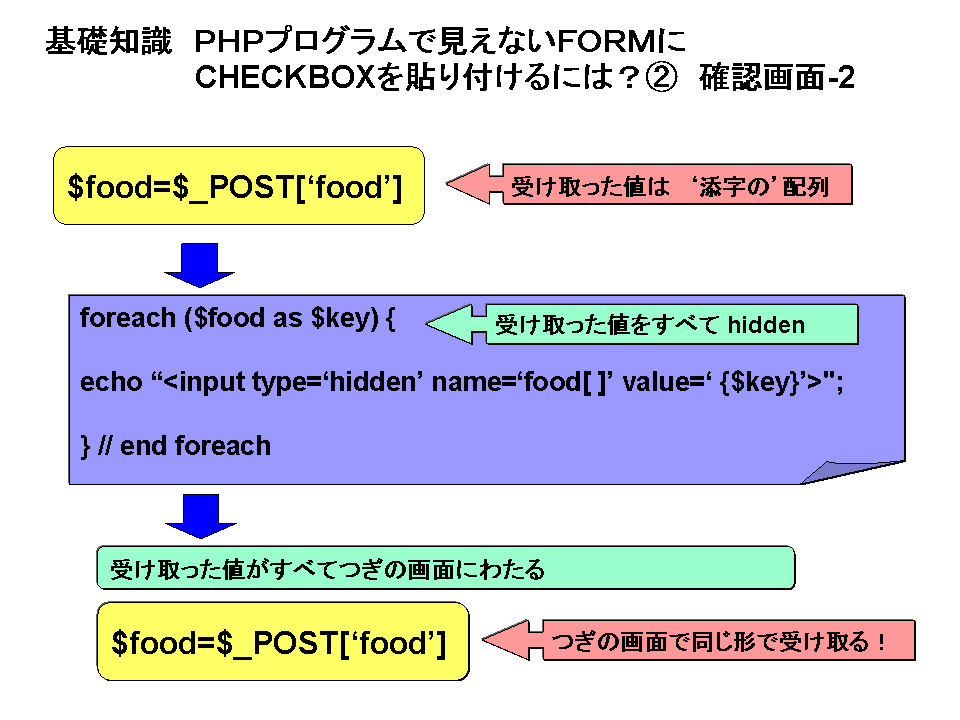 基礎知識　PHPプログラムで見えないFORMに
CHECKBOXを貼り付けるには？②　確認画面-2
$food=$_POST[‘food’]
受け取った値は　‘添字の’配列
foreach ($food as $key) {
受け取った値をすべて hidden
echo “<input type=‘hidden’ name=‘food[ ]’ value=‘ {$key}’>";
} // end foreach
受け取った値がすべてつぎの画面にわたる
$food=$_POST[‘food’]
つぎの画面で同じ形で受け取る！